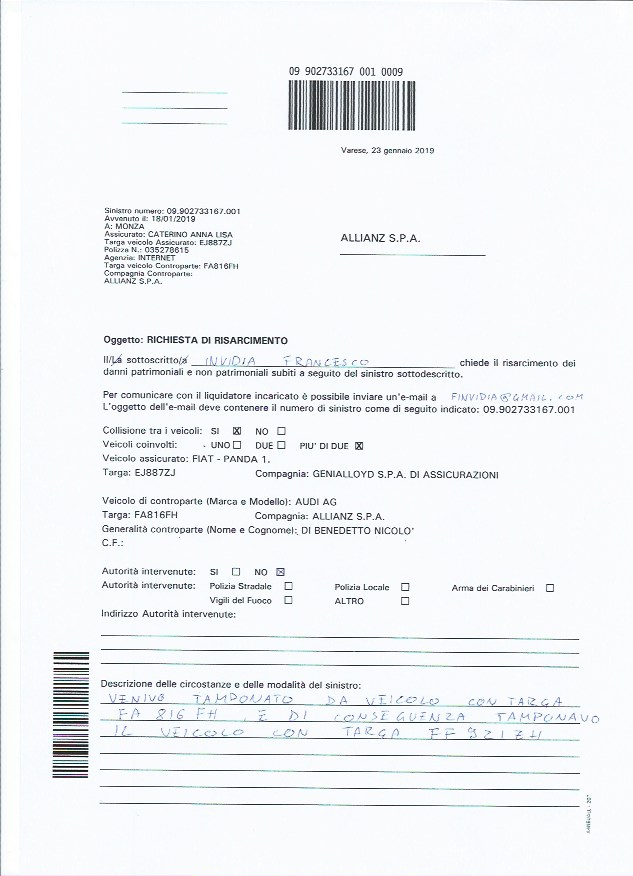 09 902733167 001 0009
Varese, 23 gennaio 2019
Sinistro numero: 09.902733167.001
Avvenuto il: 18/01/2019
A: MONZA
Assicurato: CATERINO ANNA LISA
Targa veicolo Assicurato: EJ887ZJ
Polizza N.: 035278615
Agenzia: INTERNET
Targa veicolo Controparte: FA816FH
Compagnia Controparte:
ALLIANZ S.P.A.
ALLIANZ S.P.A.
Oggetto: RICHIESTA DI RISARCIMENTO
Il/La sottoscritto/a INVIDIA FRANCESCO chiede il risarcimento dei
danni patrimoniali e non patrimoniali subiti a seguito del sinistro sottodescritto.
Per comunicare con il liquidatore incaricato è possibile inviare un'e-mail a FINVIDIA@GMAIL.COM
L'oggetto dell'e-mail deve contenere il numero di sinistro come di seguito indicato: 09.902733167.001
Collisione tra i veicoli: SI NO
Veicoli coinvolti: - UNO DUE PIU' DI DUE
Veicolo assicurato: FIAT - PANDA 1.
Targa: EJ887ZJ Compagnia: GENIALLOYD S.P.A. DI ASSICURAZIONI
Veicolo di controparte (Marca e Modello): AUDI AG
Targa: FA816FH Compagnia: ALLIANZ S.P.A.
Generalità controparte (Nome e Cognome): DI BENEDETTO NICOLO'
C.F.:
Autorità intervenute: SI NO
Autorità intervenute: Polizia Stradale Polizia Locale Arma dei Carabinieri
Vigili del Fuoco ALTRO
Indirizzo Autorità intervenute:
Descrizione delle circostanze e delle modalità del sinistro:
VENIVO TAMPONATO DA VEICOLO CON TARGA
FA 816 FH E DI CONSEGUENZA TAMPONAVO
IL VEICOLO CON TARGA